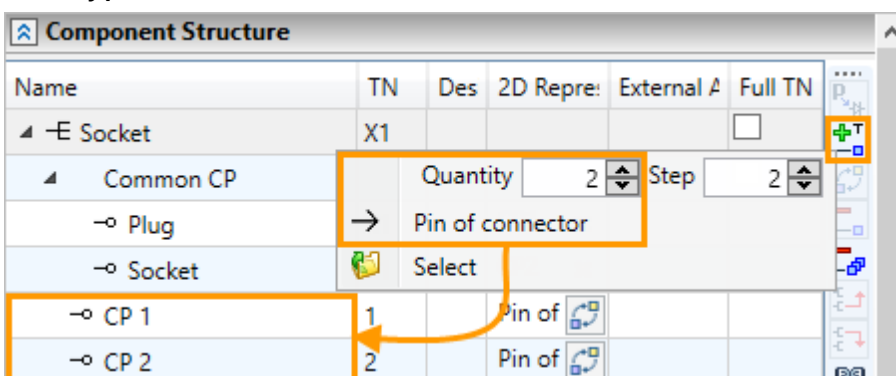 Component Structure
Name TN Des 2D Repre: External A Full TN
Socket X1
Common CP Quantity 2 Step 2
Plug Pin of connector
Socket Select
CP 1 1 Pin of
CP 2 2 Pin of